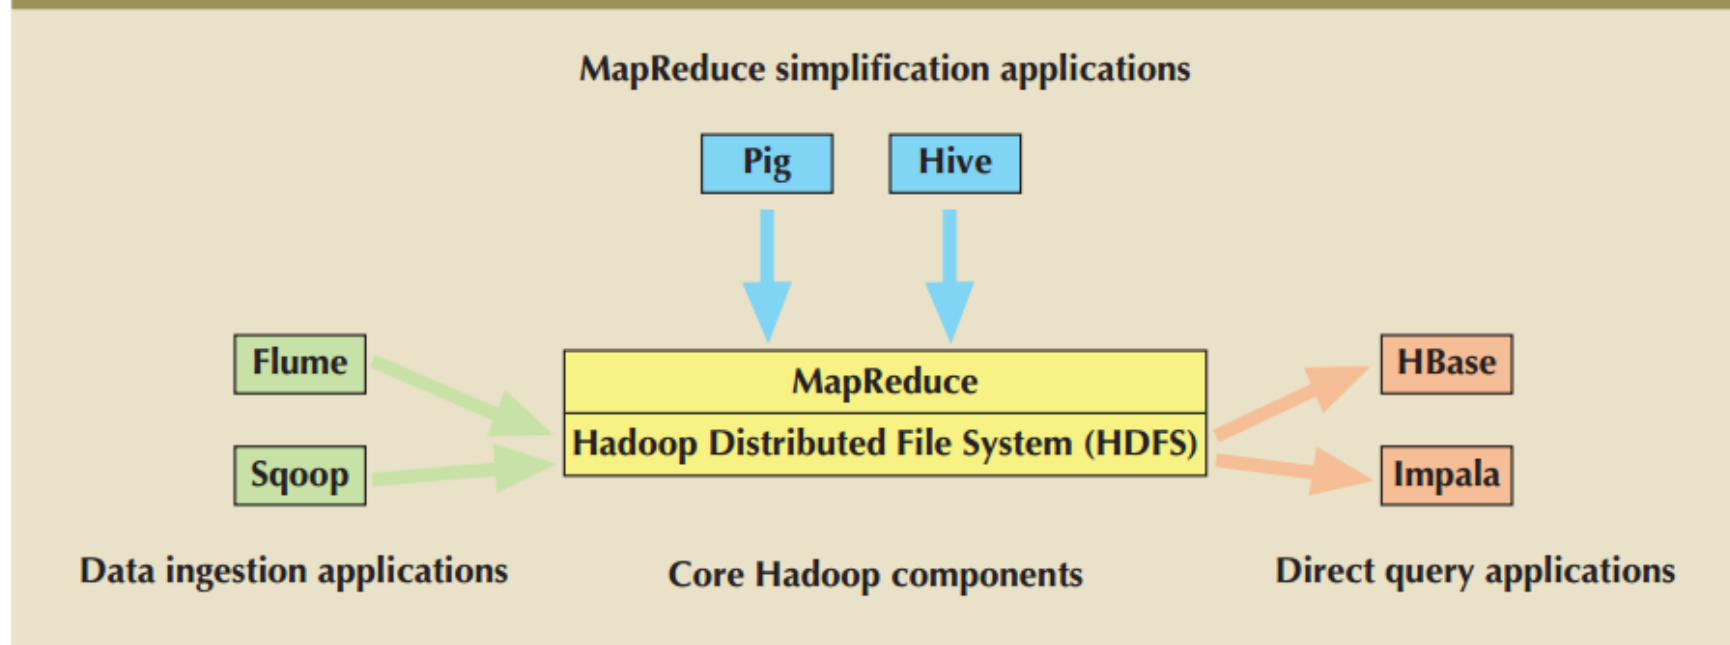 MapReduce simplification applications
Pig
Hive
Flume
Sqoop
MapReduce
Hadoop Distributed File System (HDFS)
HBase
Impala
Data ingestion applications
Core Hadoop components
Direct query applications